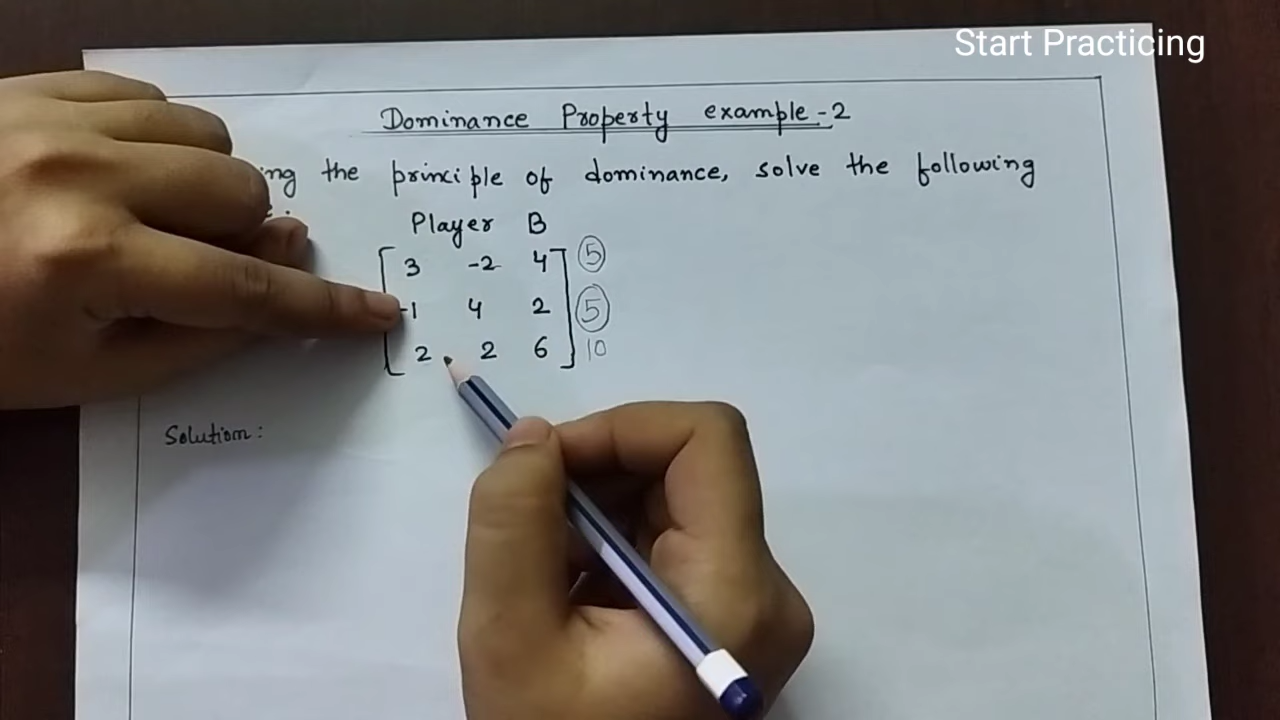 Start Practicing
Dominance Property example-2
the principle of dominance, solve the following
Player B
3 -2 4 5
-1 4 2 5
2 2 6 10
Solution: